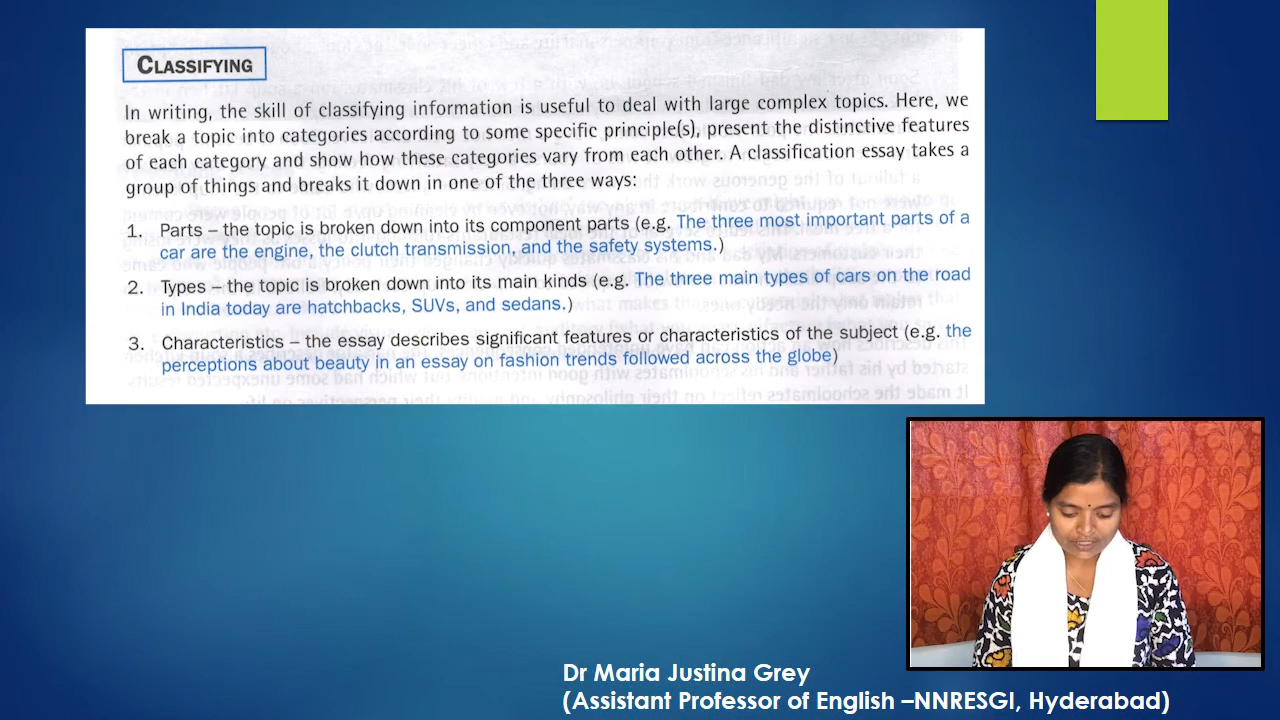 CLASSIFYING
In writing, the skill of classifying information is useful to deal with large complex topics. Here, we
break a topic into categories according to some specific principle(s), present the distinctive features
of each category and show how these categories vary from each other. A classification essay takes a
group of things and breaks it down in one of the three ways:
1. Parts – the topic is broken down into its component parts (e.g. The three most important parts of a
car are the engine, the clutch transmission, and the safety systems.)
2. Types – the topic is broken down into its main kinds (e.g. The three main types of cars on the road
in India today are hatchbacks, SUVs, and sedans.)
3. Characteristics – the essay describes significant features or characteristics of the subject (e.g. the
perceptions about beauty in an essay on fashion trends followed across the globe)
Dr Maria Justina Grey
(Assistant Professor of English –NNRESGI, Hyderabad)